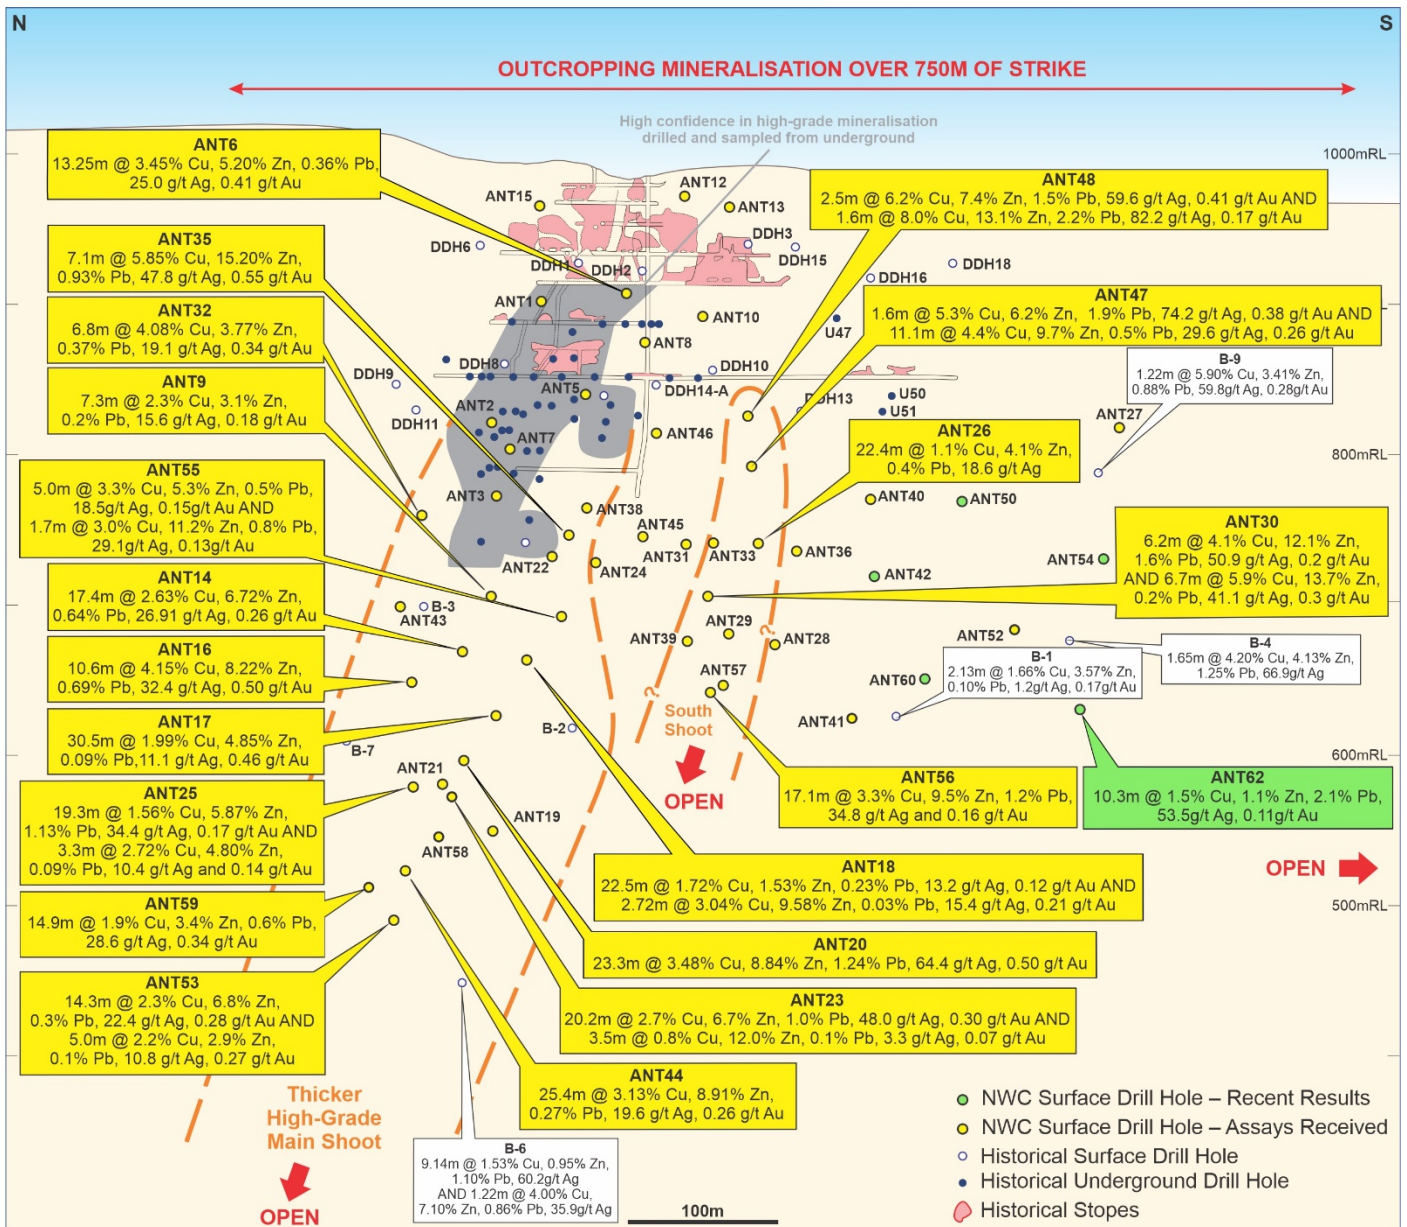 N
S
OUTCROPPING MINERALISATION OVER 750M OF STRIKE
High confidence in high-grade mineralisation
drilled and sampled from underground
1000mRL
800mRL
600mRL
500mRL
ANT6
13.25m @ 3.45% Cu, 5.20% Zn, 0.36% Pb,
25.0 g/t Ag, 0.41 g/t Au
ANT35
7.1m @ 5.85% Cu, 15.20% Zn,
0.93% Pb, 47.8 g/t Ag, 0.55 g/t Au
ANT32
6.8m @ 4.08% Cu, 3.77% Zn,
0.37% Pb, 19.1 g/t Ag, 0.34 g/t Au
ANT9
7.3m @ 2.3% Cu, 3.1% Zn,
0.2% Pb, 15.6 g/t Ag, 0.18 g/t Au
ANT55
5.0m @ 3.3% Cu, 5.3% Zn, 0.5% Pb,
18.5g/t Ag, 0.15g/t Au AND
1.7m @ 3.0% Cu, 11.2% Zn, 0.8% Pb,
29.1g/t Ag, 0.13g/t Au
ANT14
17.4m @ 2.63% Cu, 6.72% Zn,
0.64% Pb, 26.91 g/t Ag, 0.26 g/t Au
ANT16
10.6m @ 4.15% Cu, 8.22% Zn,
0.69% Pb, 32.4 g/t Ag, 0.50 g/t Au
ANT17
30.5m @ 1.99% Cu, 4.85% Zn,
0.09% Pb,11.1 g/t Ag, 0.46 g/t Au
ANT25
19.3m @ 1.56% Cu, 5.87% Zn,
1.13% Pb, 34.4 g/t Ag, 0.17 g/t Au AND
3.3m @ 2.72% Cu, 4.80% Zn,
0.09% Pb, 10.4 g/t Ag and 0.14 g/t Au
ANT59
14.9m @ 1.9% Cu, 3.4% Zn, 0.6% Pb,
28.6 g/t Ag, 0.34 g/t Au
ANT53
14.3m @ 2.3% Cu, 6.8% Zn,
0.3% Pb, 22.4 g/t Ag, 0.28 g/t Au AND
5.0m @ 2.2% Cu, 2.9% Zn,
0.1% Pb, 10.8 g/t Ag, 0.27 g/t Au
ANT48
2.5m @ 6.2% Cu, 7.4% Zn, 1.5% Pb, 59.6 g/t Ag, 0.41 g/t Au AND
1.6m @ 8.0% Cu, 13.1% Zn, 2.2% Pb, 82.2 g/t Ag, 0.17 g/t Au
ANT47
1.6m @ 5.3% Cu, 6.2% Zn, 1.9% Pb, 74.2 g/t Ag, 0.38 g/t Au AND
11.1m @ 4.4% Cu, 9.7% Zn, 0.5% Pb, 29.6 g/t Ag, 0.26 g/t Au
B-9
1.22m @ 5.90% Cu, 3.41% Zn,
0.88% Pb, 59.8g/t Ag, 0.28g/t Au
ANT26
22.4m @ 1.1% Cu, 4.1% Zn,
0.4% Pb, 18.6 g/t Ag
ANT30
6.2m @ 4.1% Cu, 12.1% Zn,
1.6% Pb, 50.9 g/t Ag, 0.2 g/t Au
AND 6.7m @ 5.9% Cu, 13.7% Zn,
0.2% Pb, 41.1 g/t Ag, 0.3 g/t Au
B-4
1.65m @ 4.20% Cu, 4.13% Zn,
1.25% Pb, 66.9g/t Ag
B-1
2.13m @ 1.66% Cu, 3.57% Zn,
0.10% Pb, 1.2g/t Ag, 0.17g/t Au
ANT56
17.1m @ 3.3% Cu, 9.5% Zn, 1.2% Pb,
34.8 g/t Ag and 0.16 g/t Au
ANT62
10.3m @ 1.5% Cu, 1.1% Zn, 2.1% Pb,
53.5g/t Ag, 0.11g/t Au
ANT18
22.5m @ 1.72% Cu, 1.53% Zn, 0.23% Pb, 13.2 g/t Ag, 0.12 g/t Au AND
2.72m @ 3.04% Cu, 9.58% Zn, 0.03% Pb, 15.4 g/t Ag, 0.21 g/t Au
ANT20
23.3m @ 3.48% Cu, 8.84% Zn, 1.24% Pb, 64.4 g/t Ag, 0.50 g/t Au
ANT23
20.2m @ 2.7% Cu, 6.7% Zn, 1.0% Pb, 48.0 g/t Ag, 0.30 g/t Au AND
3.5m @ 0.8% Cu, 12.0% Zn, 0.1% Pb, 3.3 g/t Ag, 0.07 g/t Au
ANT44
25.4m @ 3.13% Cu, 8.91% Zn,
0.27% Pb, 19.6 g/t Ag, 0.26 g/t Au
B-6
9.14m @ 1.53% Cu, 0.95% Zn,
1.10% Pb, 60.2g/t Ag
AND 1.22m @ 4.00% Cu,
7.10% Zn, 0.86% Pb, 35.9g/t Ag
ANT15
ANT12
ANT13
DDH6
DDH1
DDH2
DDH3
DDH15
DDH16
DDH18
ANT1
ANT10
U47
ANT8
DDH8
DDH10
DDH9
ANT5
DDH14-A
DDH13
U50
U51
DDH11
ANT2
ANT7
ANT46
ANT27
ANT3
ANT38
ANT40
ANT50
ANT45
ANT31
ANT33
ANT36
ANT22
ANT24
ANT54
ANT42
B-3
ANT43
ANT39
ANT29
ANT28
ANT52
ANT57
ANT60
ANT41
B-2
B-7
ANT21
ANT19
ANT58
?
?
South
Shoot
OPEN
OPEN
Thicker
High-Grade
Main Shoot
OPEN
100m
NWC Surface Drill Hole – Recent Results
NWC Surface Drill Hole – Assays Received
Historical Surface Drill Hole
Historical Underground Drill Hole
Historical Stopes